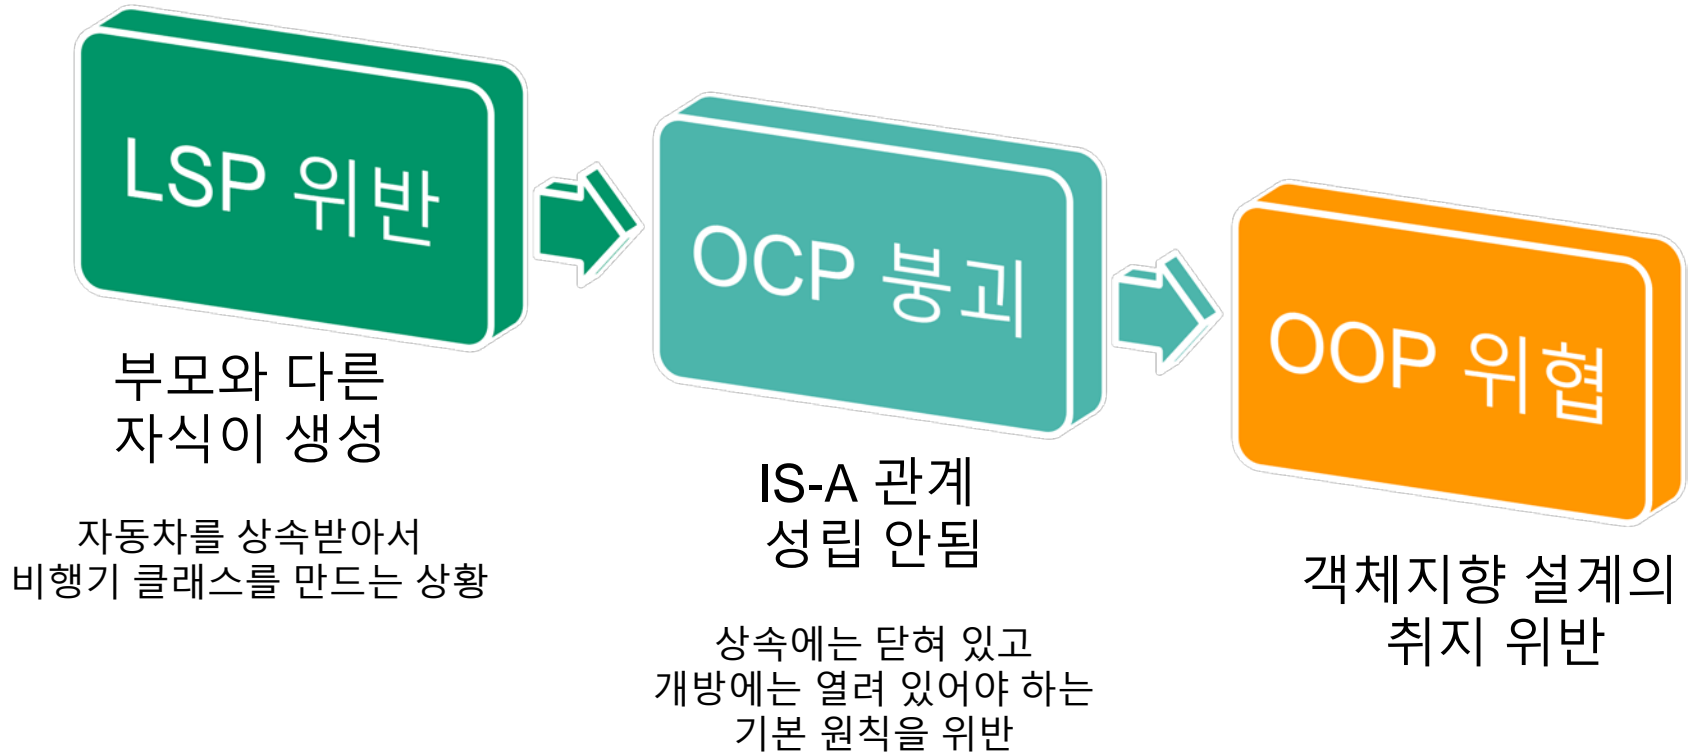 LSP 위반
부모와 다른
자식이 생성
자동차를 상속받아서
비행기 클래스를 만드는 상황
OCP 붕괴
IS-A 관계
성립 안됨
상속에는 닫혀 있고
개방에는 열려 있어야 하는
기본 원칙을 위반
OOP 위협
객체지향 설계의
취지 위반